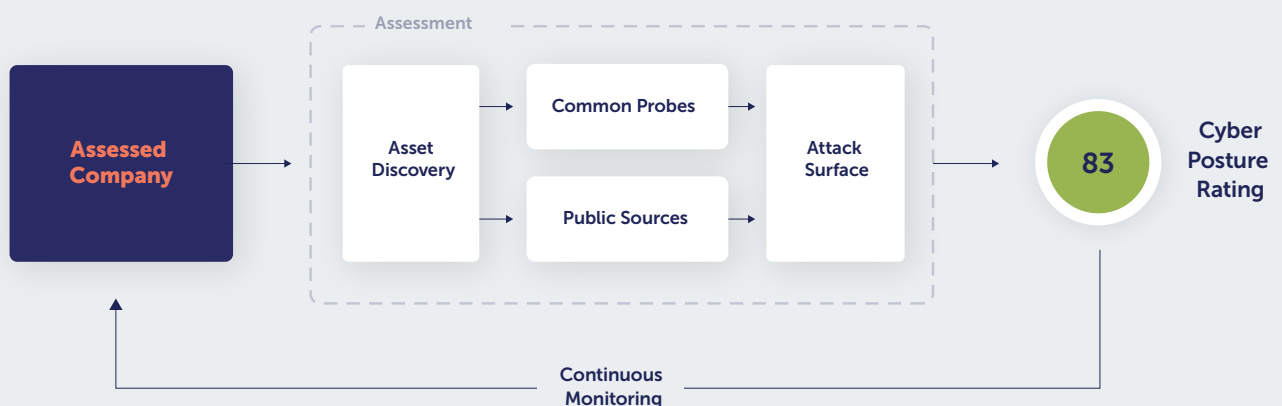 Assessment
Assessed
Company
Asset
Discovery
Common Probes
Public Sources
Attack
Surface
83
Cyber
Posture
Rating
Continuous
Monitoring